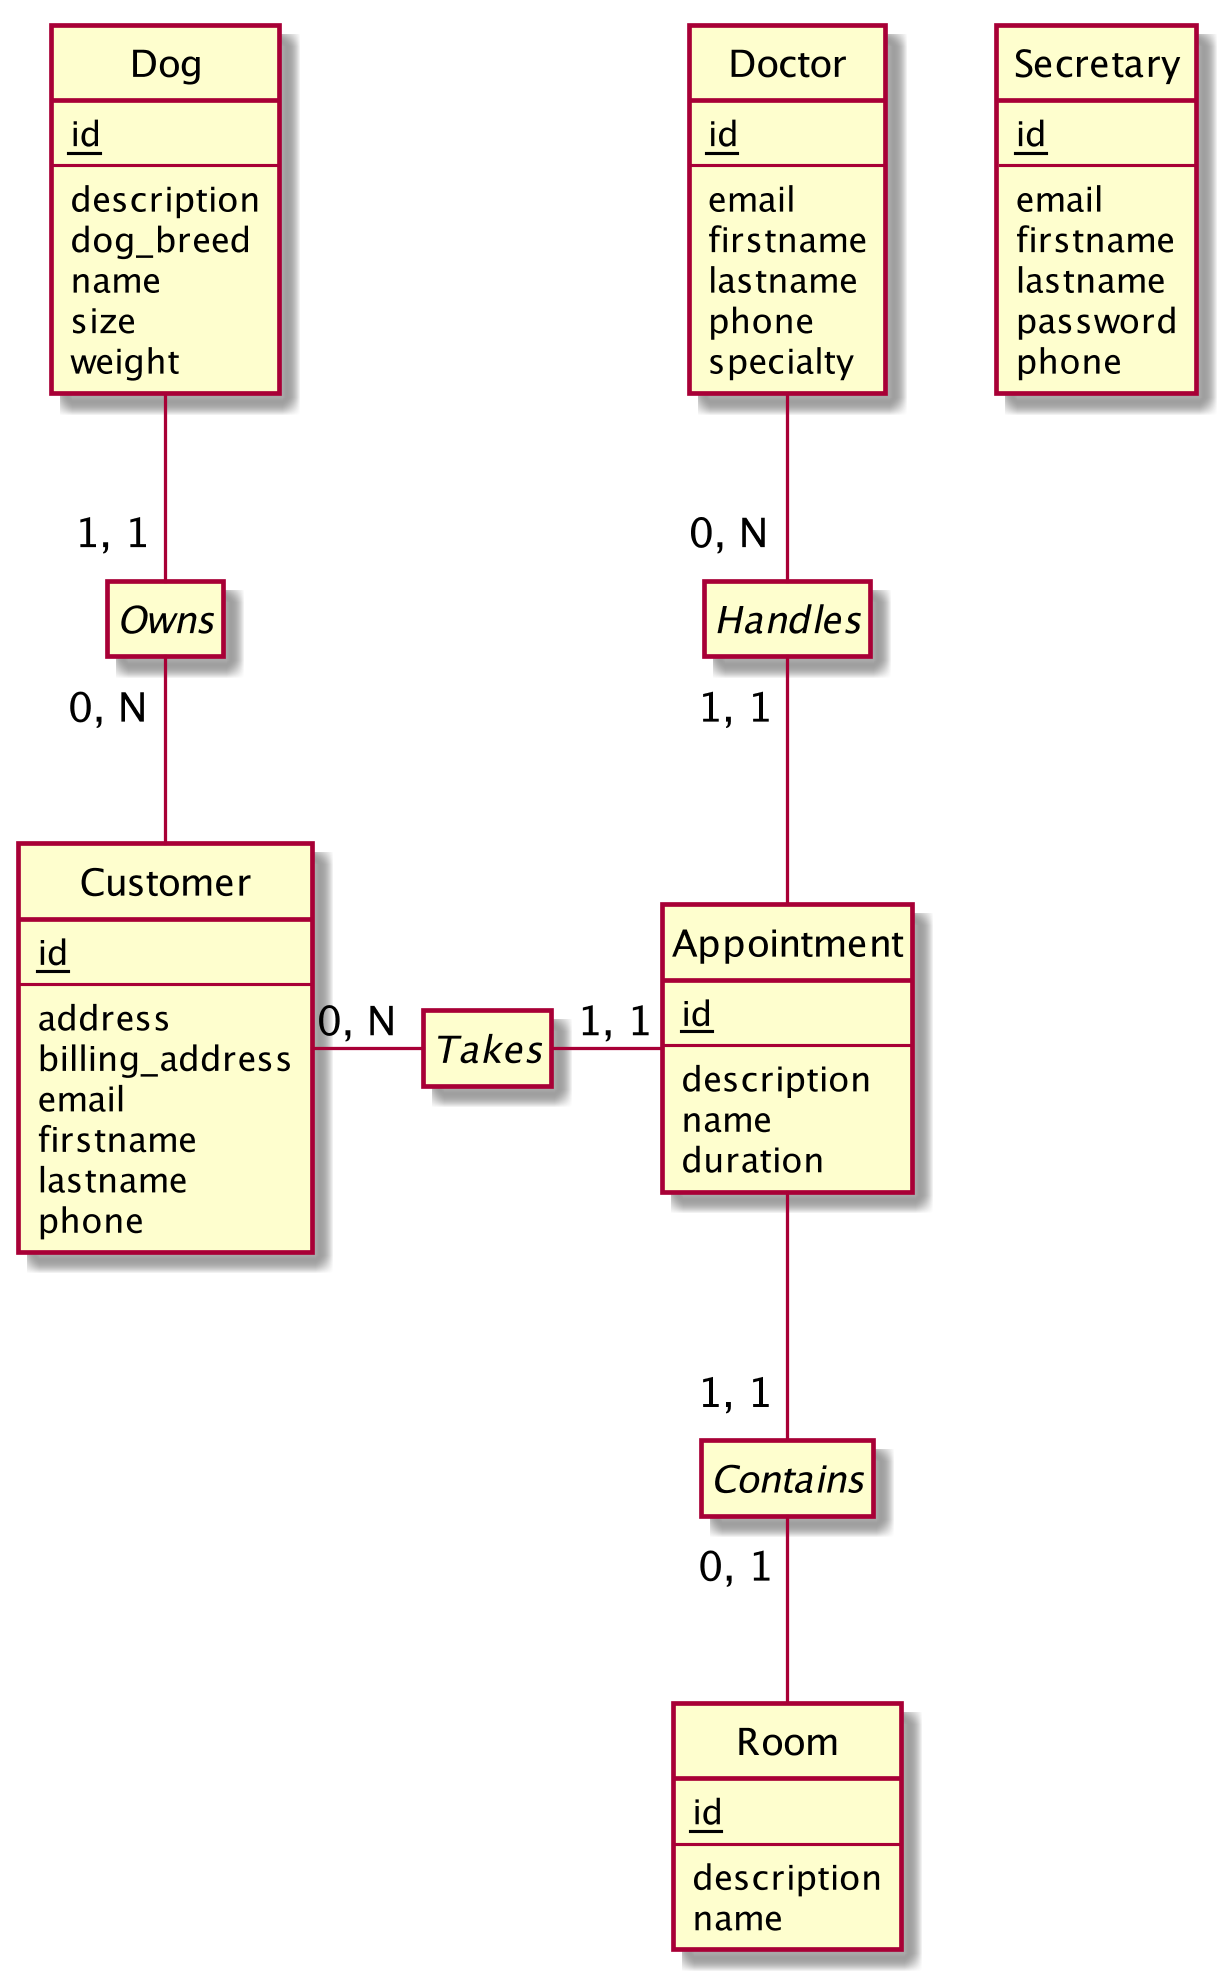 Dog
id
description
dog_breed
name
size
weight
Doctor
id
email
firstname
lastname
phone
specialty
Secretary
id
email
firstname
lastname
password
phone
1, 1
Owns
0, N
0, N
Handles
1, 1
Customer
id
address
billing_address
email
firstname
lastname
phone
0, N
Takes
1, 1
Appointment
id
description
name
duration
1, 1
Contains
0, 1
Room
id
description
name